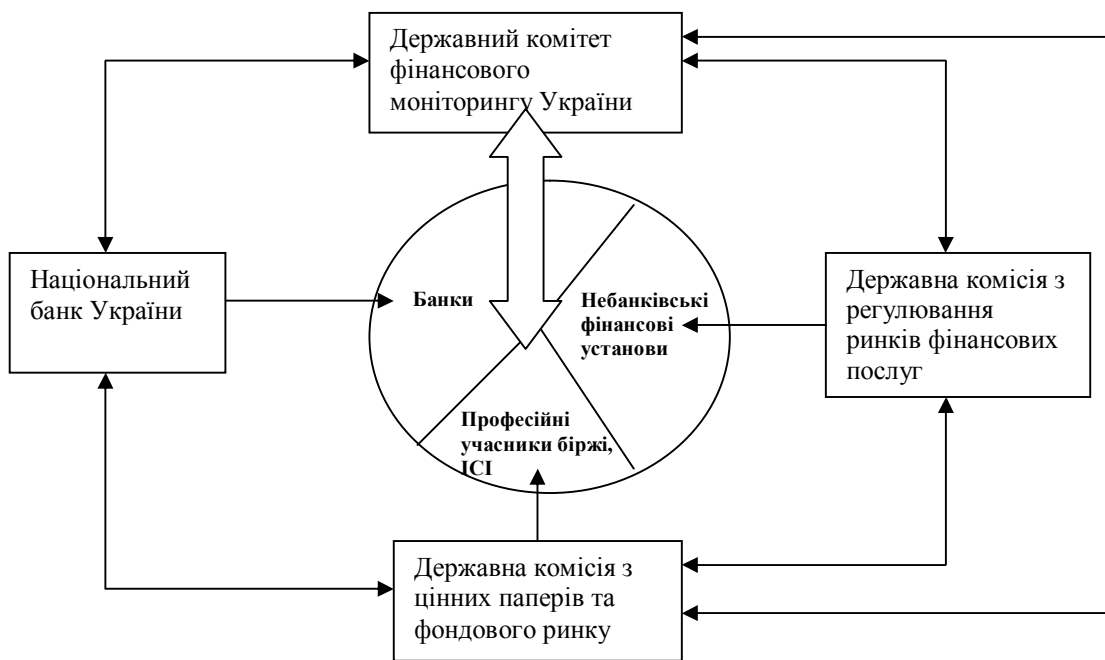 Державний комітет
фінансового
моніторингу України
Національний
банк України
Банки
Небанківські
фінансові
установи
Державна комісія з
регулювання
ринків фінансових
послуг
Професійні
учасники біржі,
ІСІ
Державна комісія з
цінних паперів та
фондового ринку